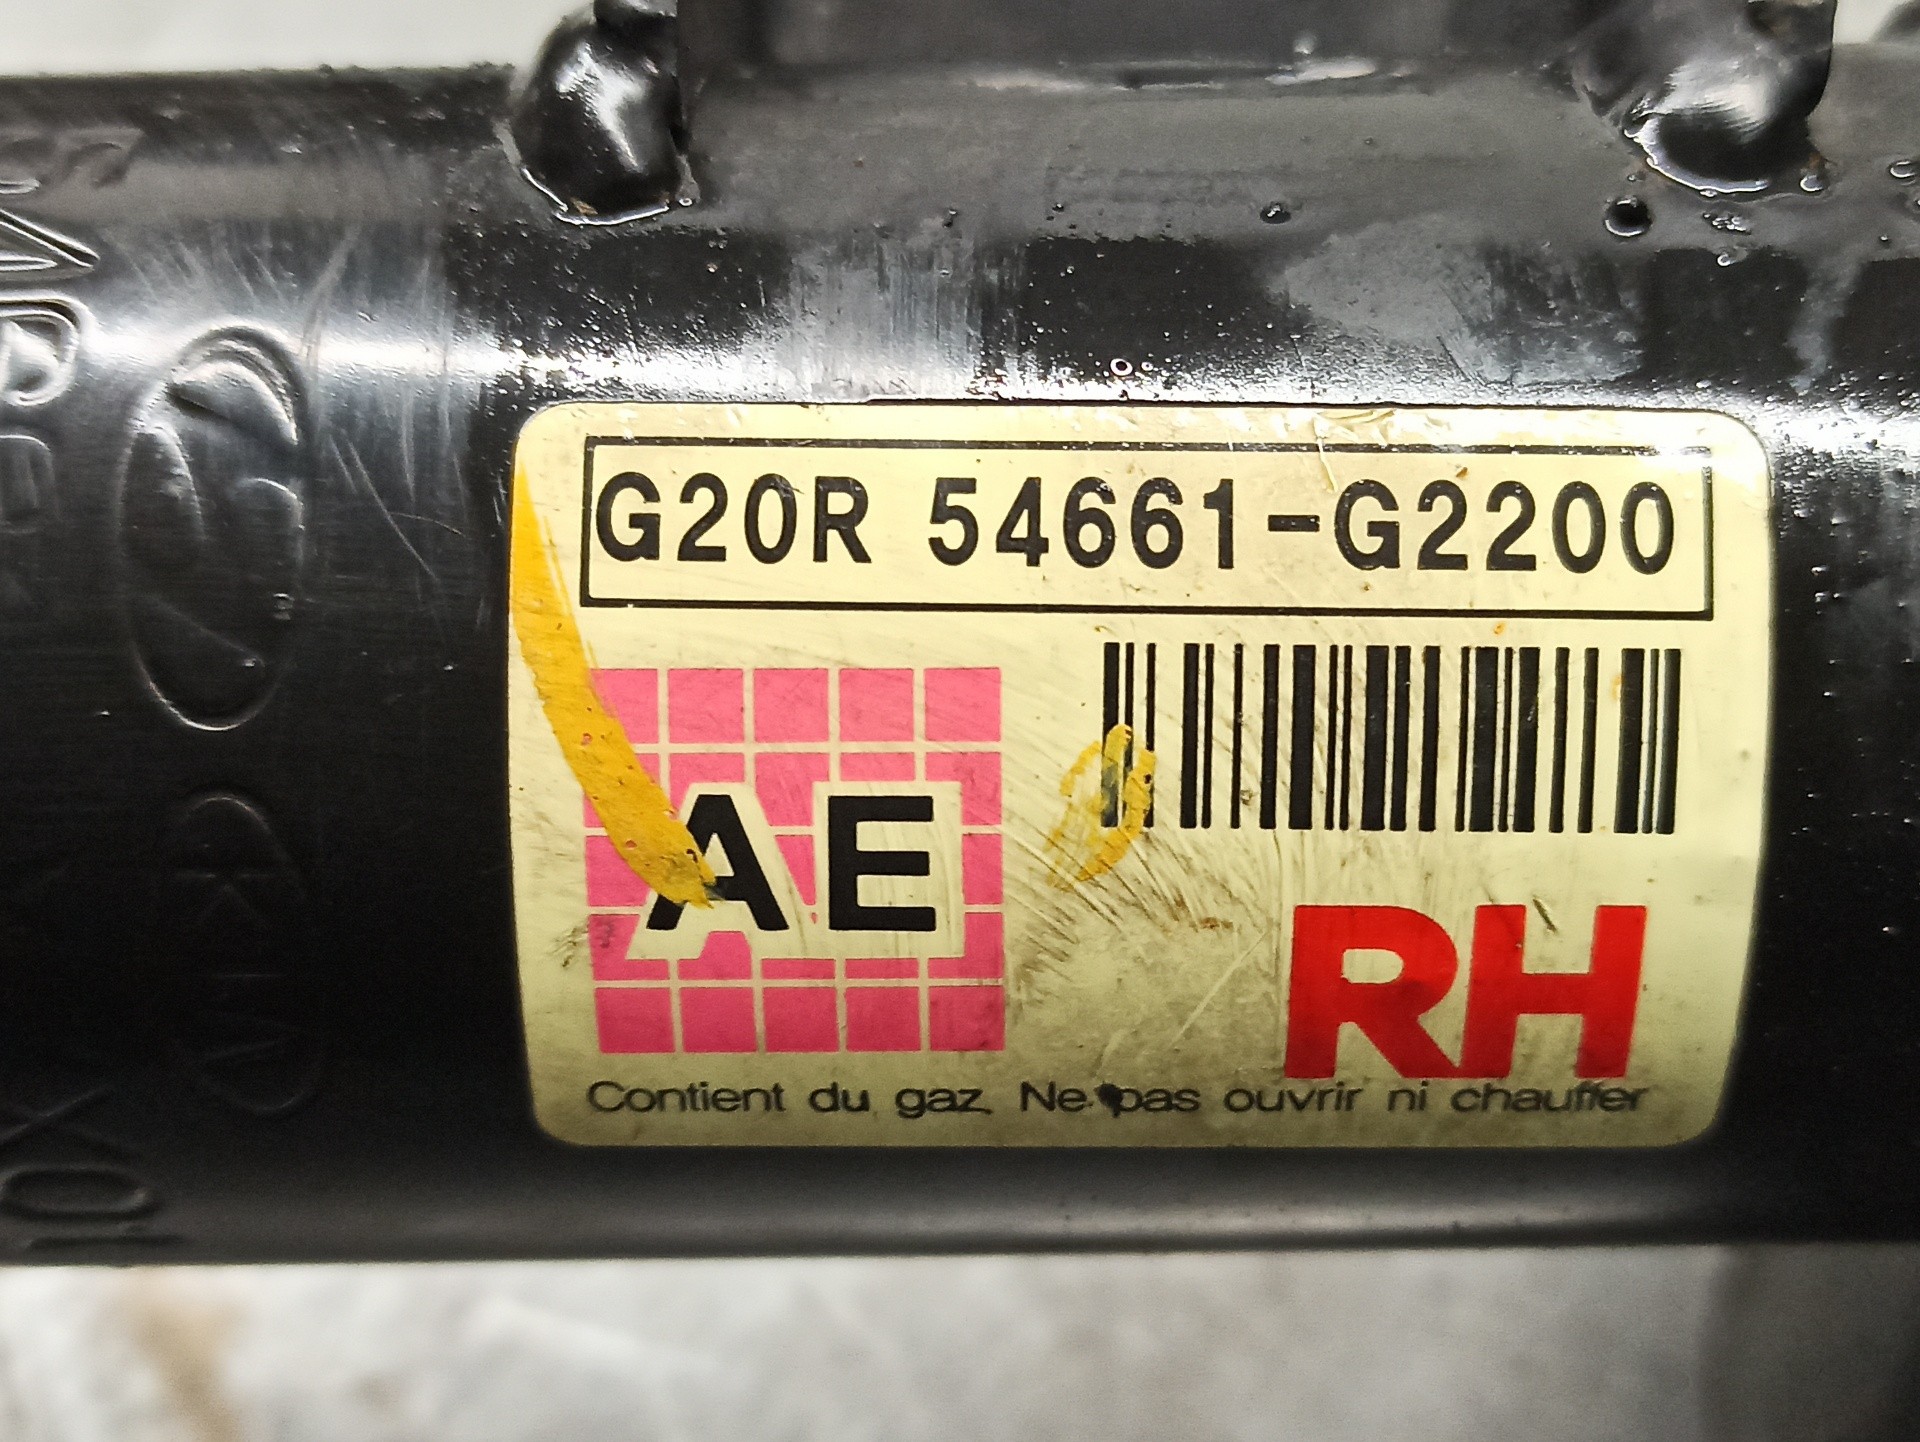 G20R 54661-G2200
AE
RH
Contient du gaz. Ne pas ouvrir ni chauffer